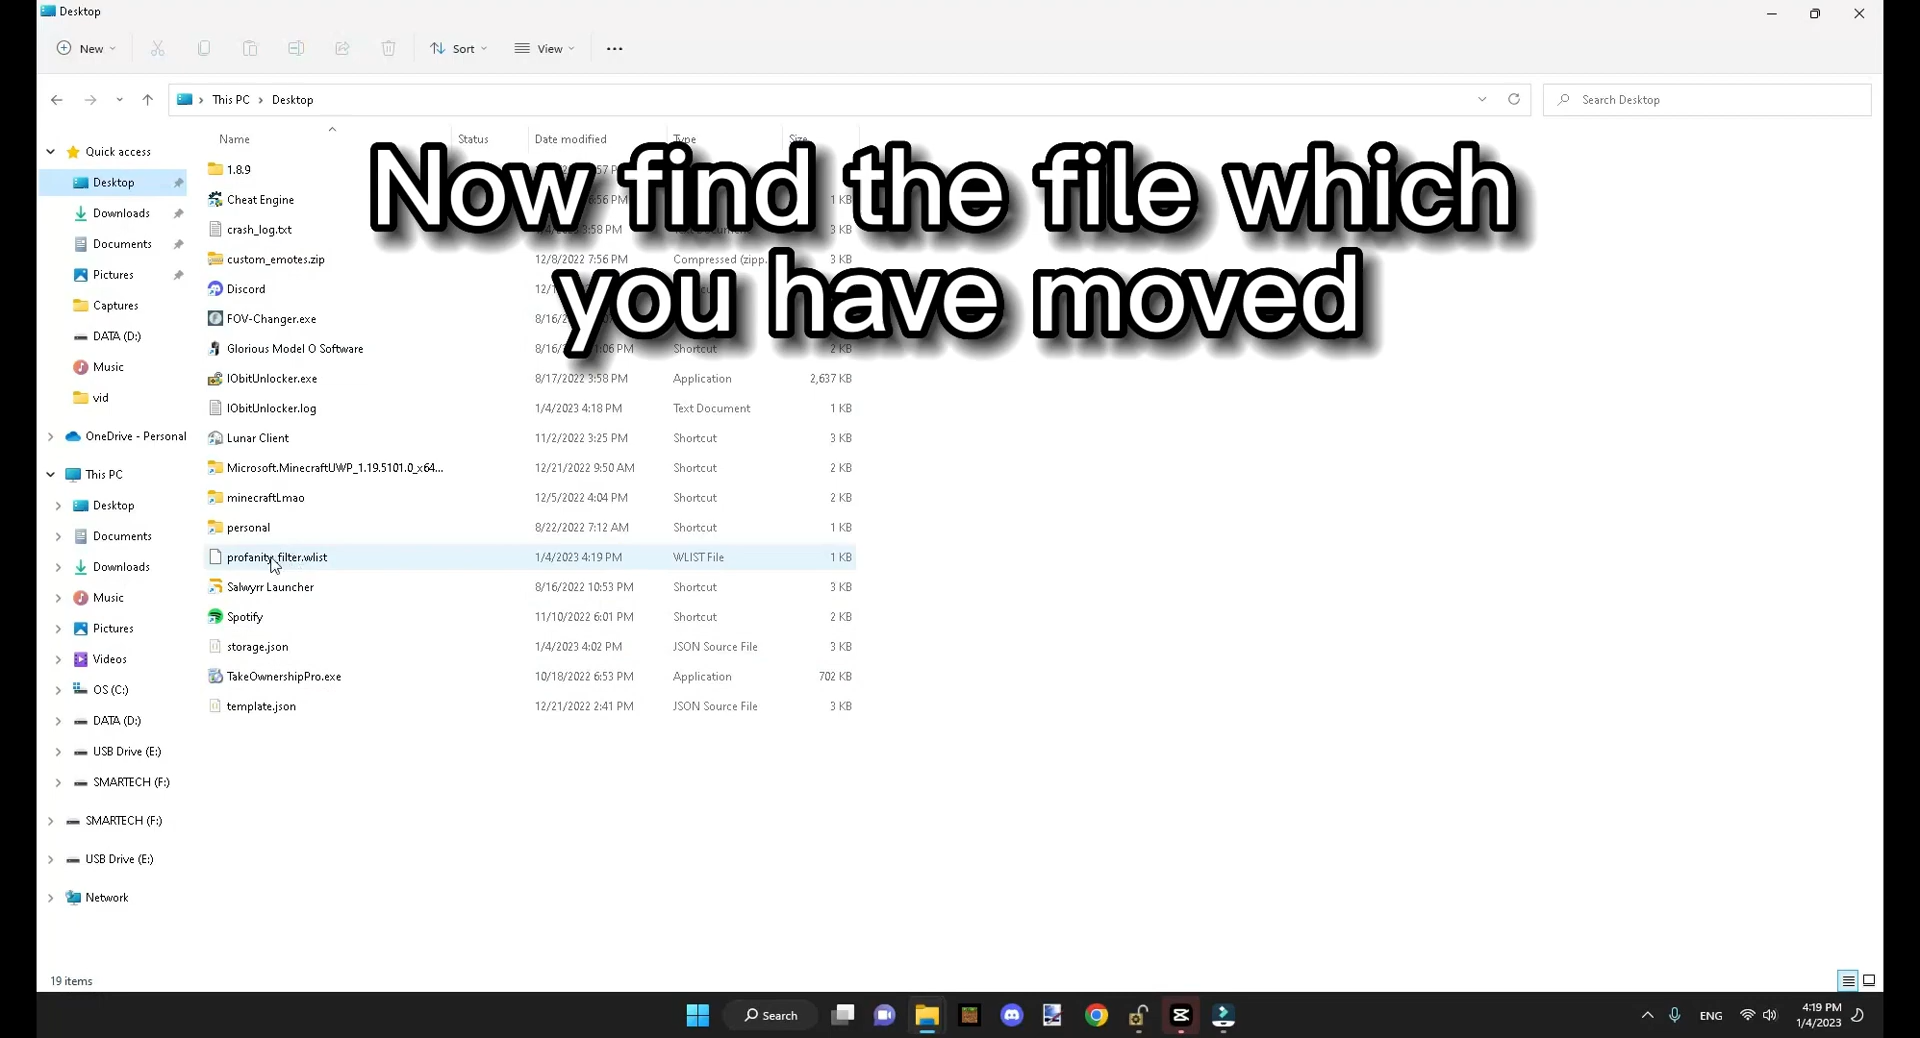 Desktop
New
Sort
View
This PC > Desktop
Search Desktop
Name Status Date modified Type Size
Now find the file which
you have moved
Quick access
Desktop
Downloads
Documents
Pictures
Captures
DATA (D:)
Music
vid
OneDrive - Personal
This PC
Desktop
Documents
Downloads
Music
Pictures
Videos
OS (C:)
DATA (D:)
USB Drive (E:)
SMARTECH (F:)
SMARTECH (F:)
USB Drive (E:)
Network
1.8.9
Cheat Engine 1 KB
crash_log.txt 3:58 PM 3 KB
custom_emotes.zip 12/8/2022 7:56 PM Compressed (zipp... 3 KB
Discord
FOV-Changer.exe
Glorious Model O Software Shortcut 2 KB
IObitUnlocker.exe 8/17/2022 3:58 PM Application 2,637 KB
IObitUnlocker.log 1/4/2023 4:18 PM Text Document 1 KB
Lunar Client 11/2/2022 3:25 PM Shortcut 3 KB
Microsoft.MinecraftUWP_1.19.5101.0_x64... 12/21/2022 9:50 AM Shortcut 2 KB
minecraftLmao 12/5/2022 4:04 PM Shortcut 2 KB
personal 8/22/2022 7:12 AM Shortcut 1 KB
profanity_filter.wlist 1/4/2023 4:19 PM WLIST File 1 KB
Salwyrr Launcher 8/16/2022 10:53 PM Shortcut 3 KB
Spotify 11/10/2022 6:01 PM Shortcut 2 KB
storage.json 1/4/2023 4:02 PM JSON Source File 3 KB
TakeOwnershipPro.exe 10/18/2022 6:53 PM Application 702 KB
template.json 12/21/2022 2:41 PM JSON Source File 3 KB
19 items
Search
ENG
4:19 PM
1/4/2023